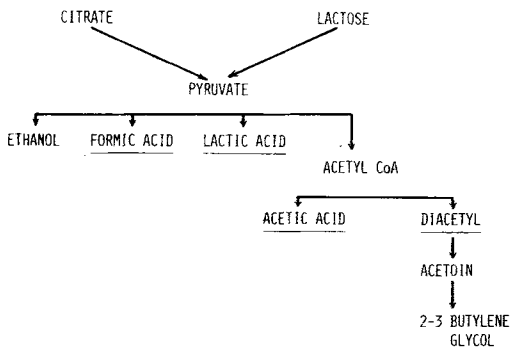 CITRATE
LACTOSE
PYRUVATE
ETHANOL
FORMIC ACID
LACTIC ACID
ACETYL CoA
ACETIC ACID
DIACETYL
ACETOIN
2-3 BUTYLENE
GLYCOL